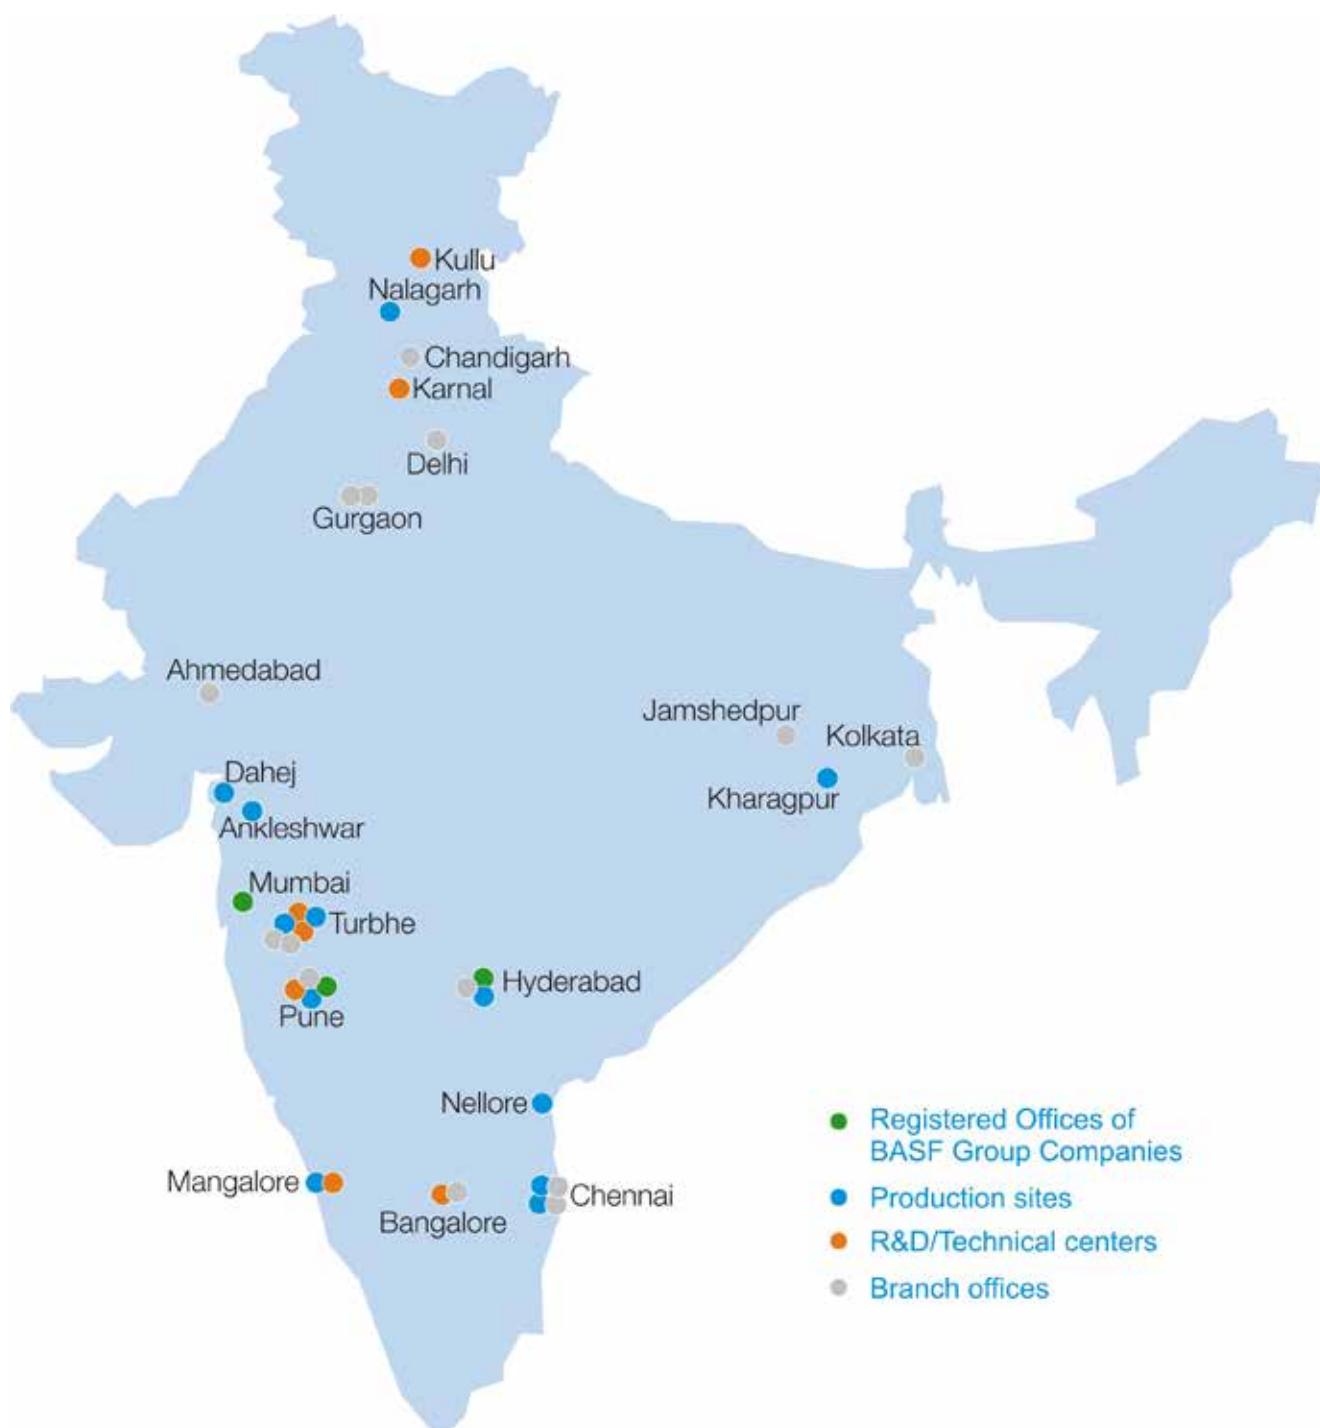 Kullu
Nalagarh
Chandigarh
Karnal
Delhi
Gurgaon
Ahmedabad
Jamshedpur
Kolkata
Dahej
Kharagpur
Ankleshwar
Mumbai
Turbhe
Hyderabad
Pune
Nellore
Mangalore
Chennai
Bangalore
Registered Offices of
BASF Group Companies
Production sites
R&D/Technical centers
Branch offices